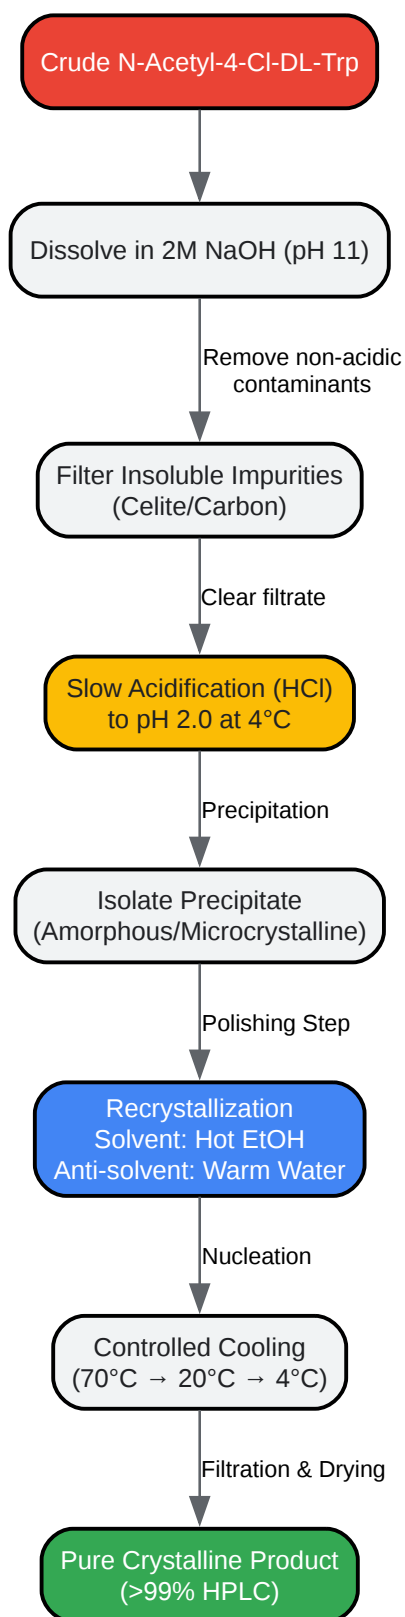 Crude N-Acetyl-4-Cl-DL-Trp
Dissolve in 2M NaOH (pH 11)
Remove non-acidic
contaminants
Filter Insoluble Impurities
(Celite/Carbon)
Clear filtrate
Slow Acidification (HCl)
to pH 2.0 at 4°C
Precipitation
Isolate Precipitate
(Amorphous/Microcrystalline)
Polishing Step
Recrystallization
Solvent: Hot EtOH
Anti-solvent: Warm Water
Nucleation
Controlled Cooling
(70°C → 20°C → 4°C)
Filtration & Drying
Pure Crystalline Product
(>99% HPLC)